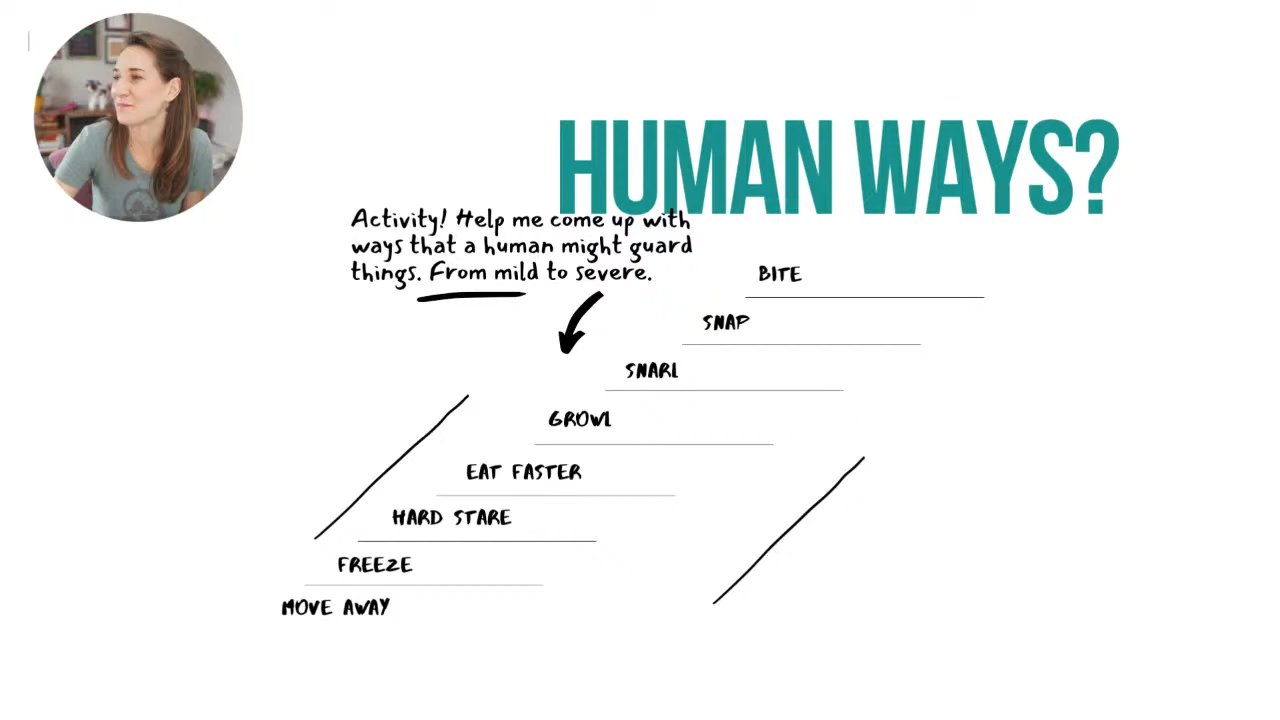 HUMAN WAYS?
Activity! Help me come up with
ways that a human might guard
things. From mild to severe.
BITE
SNAP
SNARL
GROWL
EAT FASTER
HARD STARE
FREEZE
MOVE AWAY